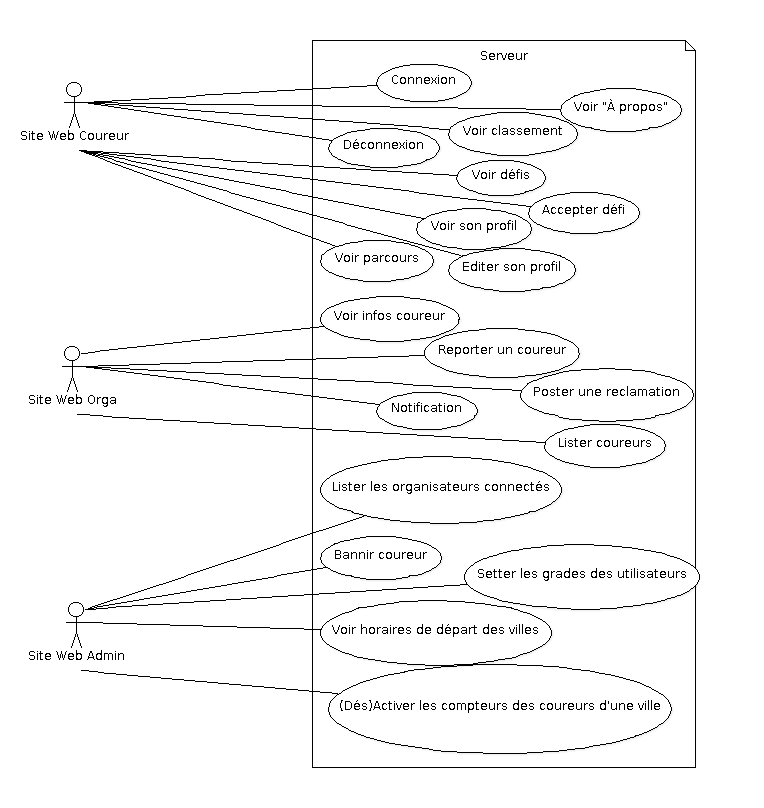 Serveur
Connexion
Voir "À propos"
Site Web Coureur
Voir classement
Déconnexion
Voir défis
Accepter défi
Voir son profil
Voir parcours
Editer son profil
Voir infos coureur
Reporter un coureur
Poster une reclamation
Site Web Orga
Notification
Lister coureurs
Lister les organisateurs connectés
Bannir coureur
Setter les grades des utilisateurs
Voir horaires de départ des villes
Site Web Admin
(Dés)Activer les compteurs des coureurs d'une ville